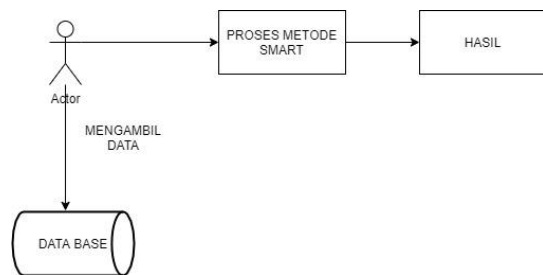 PROSES METODE
SMART
HASIL
Actor
MENGAMBIL
DATA
DATA BASE